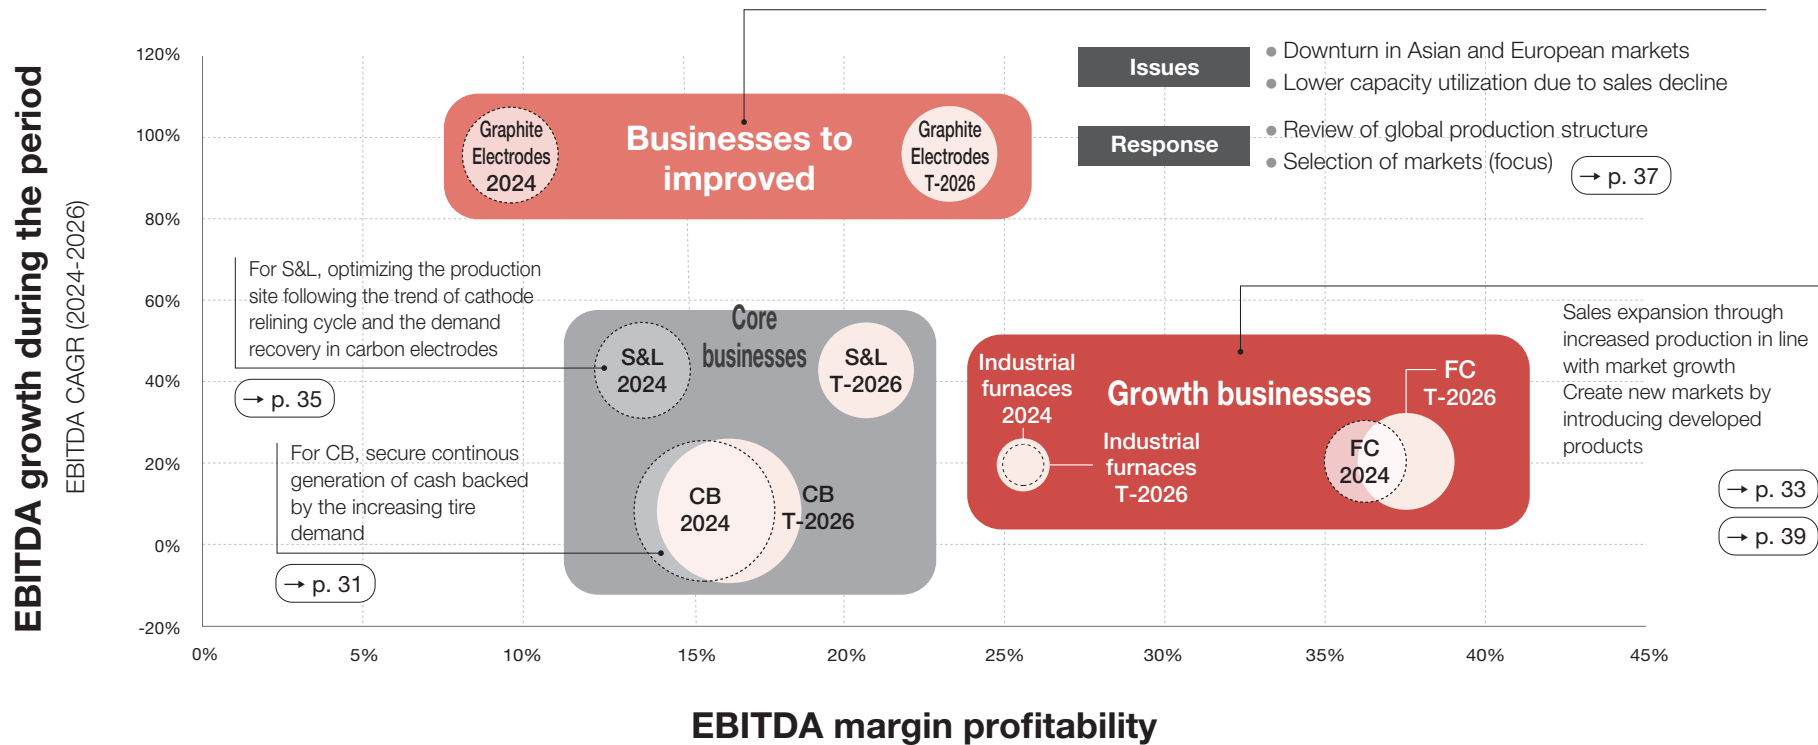 EBITDA growth during the period
EBITDA CAGR (2024-2026)
120%
100%
80%
60%
40%
20%
0%
-20%
0%
5%
10%
15%
20%
25%
30%
35%
40%
45%
EBITDA margin profitability
Graphite
Electrodes
2024
Businesses to
improved
Graphite
Electrodes
T-2026
Issues
● Downturn in Asian and European markets
● Lower capacity utilization due to sales decline
Response
● Review of global production structure
● Selection of markets (focus)
→ p. 37
For S&L, optimizing the production
site following the trend of cathode
relining cycle and the demand
recovery in carbon electrodes
→ p. 35
For CB, secure continous
generation of cash backed
by the increasing tire
demand
→ p. 31
Core
businesses
S&L
2024
S&L
T-2026
CB
2024
CB
T-2026
Industrial
furnaces
2024
Growth businesses
Industrial
furnaces
T-2026
FC
T-2026
FC
2024
Sales expansion through
increased production in line
with market growth
Create new markets by
introducing developed
products
→ p. 33
→ p. 39